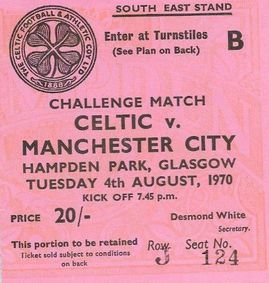 SOUTH EAST STAND
THE CELTIC FOOTBALL & ATHLETIC COY LTD
1888
Enter at Turnstiles
(See Plan on Back)
B
CHALLENGE MATCH
CELTIC v.
MANCHESTER CITY
HAMPDEN PARK, GLASGOW
TUESDAY 4th AUGUST, 1970
KICK OFF 7.45 p.m.
PRICE 20/-
Desmond White
Secretary.
This portion to be retained
Ticket sold subject to conditions
on back
Row Seat No.
J 124